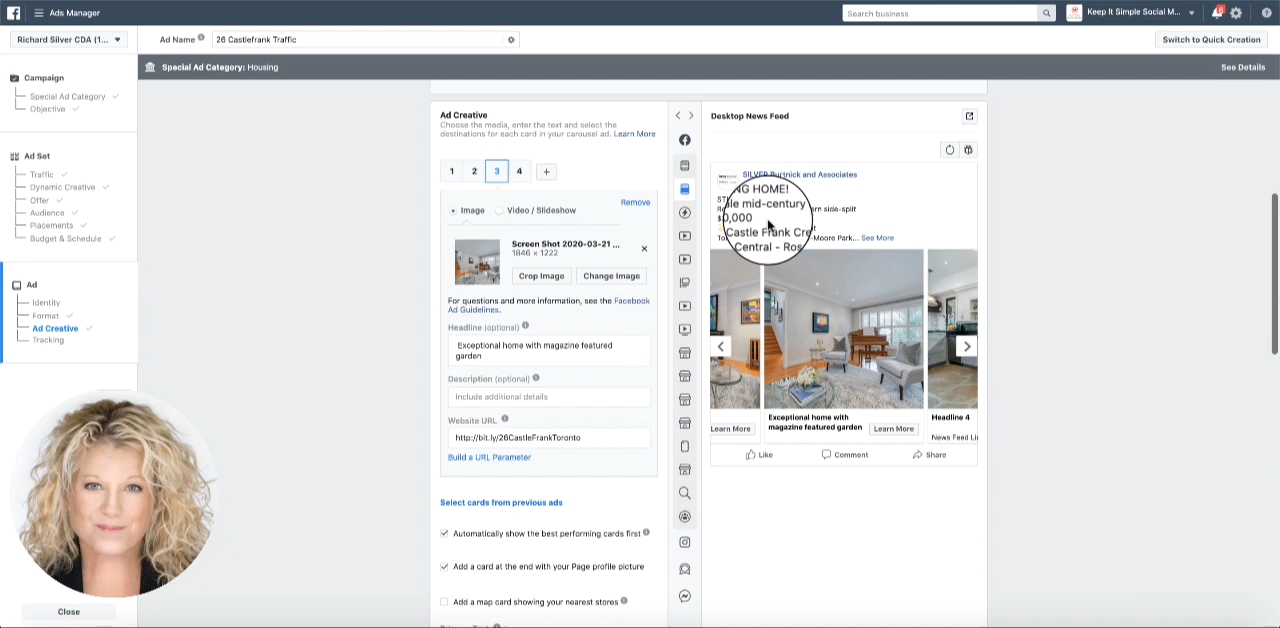 Ads Manager
Search business
Keep It Simple Social M...
Richard Silver CDA (1...
Ad Name
26 Castlefrank Traffic
Switch to Quick Creation
Special Ad Category: Housing
See Details
Campaign
Special Ad Category
Objective
Ad Set
Traffic
Dynamic Creative
Offer
Audience
Placements
Budget & Schedule
Ad
Identity
Format
Ad Creative
Tracking
Close
Ad Creative
Choose the media, enter the text and select the
destinations for each card in your carousel ad. Learn More
1 2 3 4 +
Remove
Image Video / Slideshow
Screen Shot 2020-03-21 ...
1846 × 1222
Crop Image Change Image
For questions and more information, see the Facebook
Ad Guidelines.
Headline (optional)
Exceptional home with magazine featured
garden
Description (optional)
Include additional details
Website URL
http://bit.ly/26CastleFrankToronto
Build a URL Parameter
Select cards from previous ads
Automatically show the best performing cards first
Add a card at the end with your Page profile picture
Add a map card showing your nearest stores
Desktop News Feed
SILVER Burtnick and Associates
NG HOME!
ile mid-century
ern side-split
0,000
Castle Frank Cre
Central - Ros
-Moore Park... See More
Learn More
Exceptional home with
magazine featured garden
Learn More
Headline 4
News Feed Li
Like Comment Share